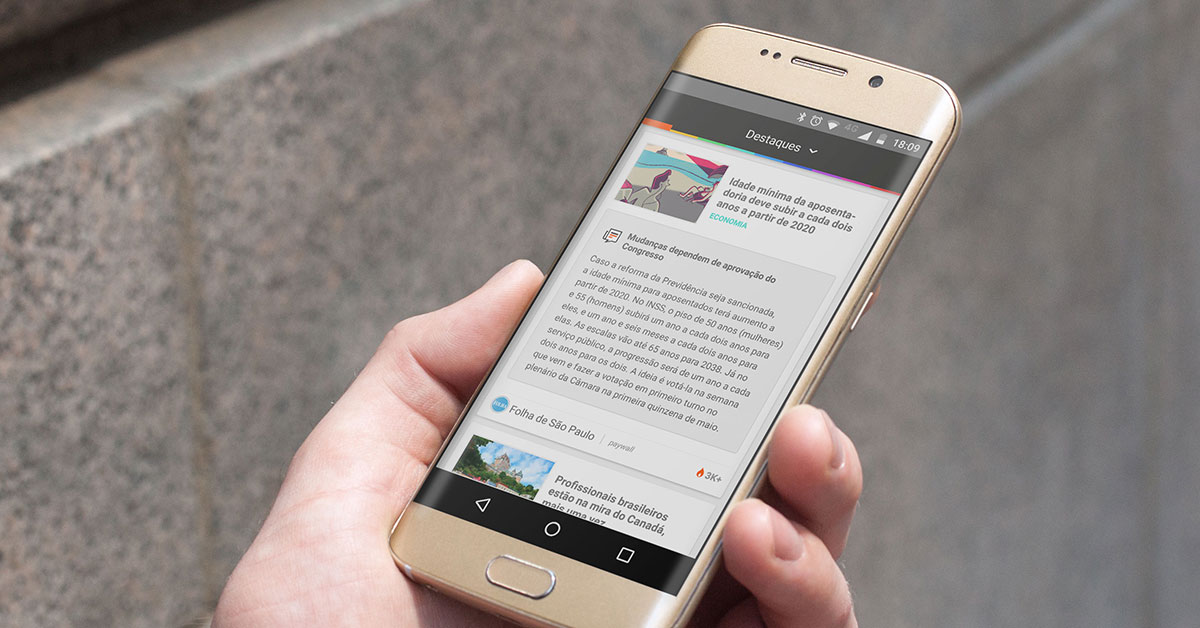 4G 18:09
Destaques
Idade mínima da aposenta-
doria deve subir a cada dois
anos a partir de 2020
ECONOMIA
Mudanças dependem de aprovação do
Congresso
Caso a reforma da Previdência seja sancionada,
a idade mínima para aposentados terá aumento a
partir de 2020. No INSS, o piso de 50 anos (mulheres)
e 55 (homens) subirá um ano a cada dois anos para
eles, e um ano e seis meses a cada dois anos para
elas. As escalas vão até 65 anos para 2038. Já no
serviço público, a progressão será de um ano a cada
dois anos para os dois. A ideia é votá-la na semana
que vem e fazer a votação em primeiro turno no
plenário da Câmara na primeira quinzena de maio.
Folha de São Paulo | paywall
3K+
Profissionais brasileiros
estão na mira do Canadá,
mais uma vez